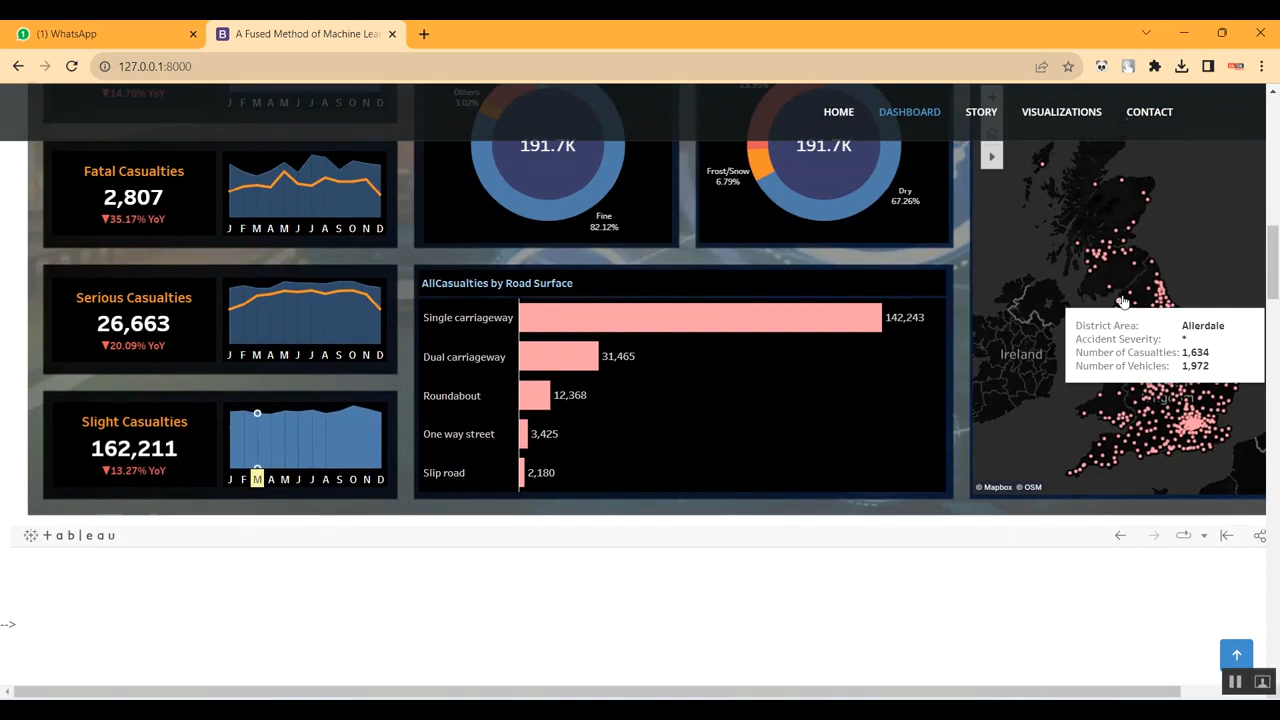 (1) WhatsApp
A Fused Method of Machine Lea
127.0.0.1:8000
HOME DASHBOARD STORY VISUALIZATIONS CONTACT
▼14.70% YoY
J F M A M J J A S O N D
Fatal Casualties
2,807
▼35.17% YoY
J F M A M J J A S O N D
Serious Casualties
26,663
▼20.09% YoY
J F M A M J J A S O N D
Slight Casualties
162,211
▼13.27% YoY
J F M A M J J A S O N D
Others
3.02%
191.7K
Fine
82.12%
191.7K
Frost/Snow
6.79%
Dry
67.26%
AllCasualties by Road Surface
Single carriageway 142,243
Dual carriageway 31,465
Roundabout 12,368
One way street 3,425
Slip road 2,180
Ireland
District Area: Allerdale
Accident Severity: *
Number of Casualties: 1,634
Number of Vehicles: 1,972
© Mapbox © OSM
+ a b l e a u
-->